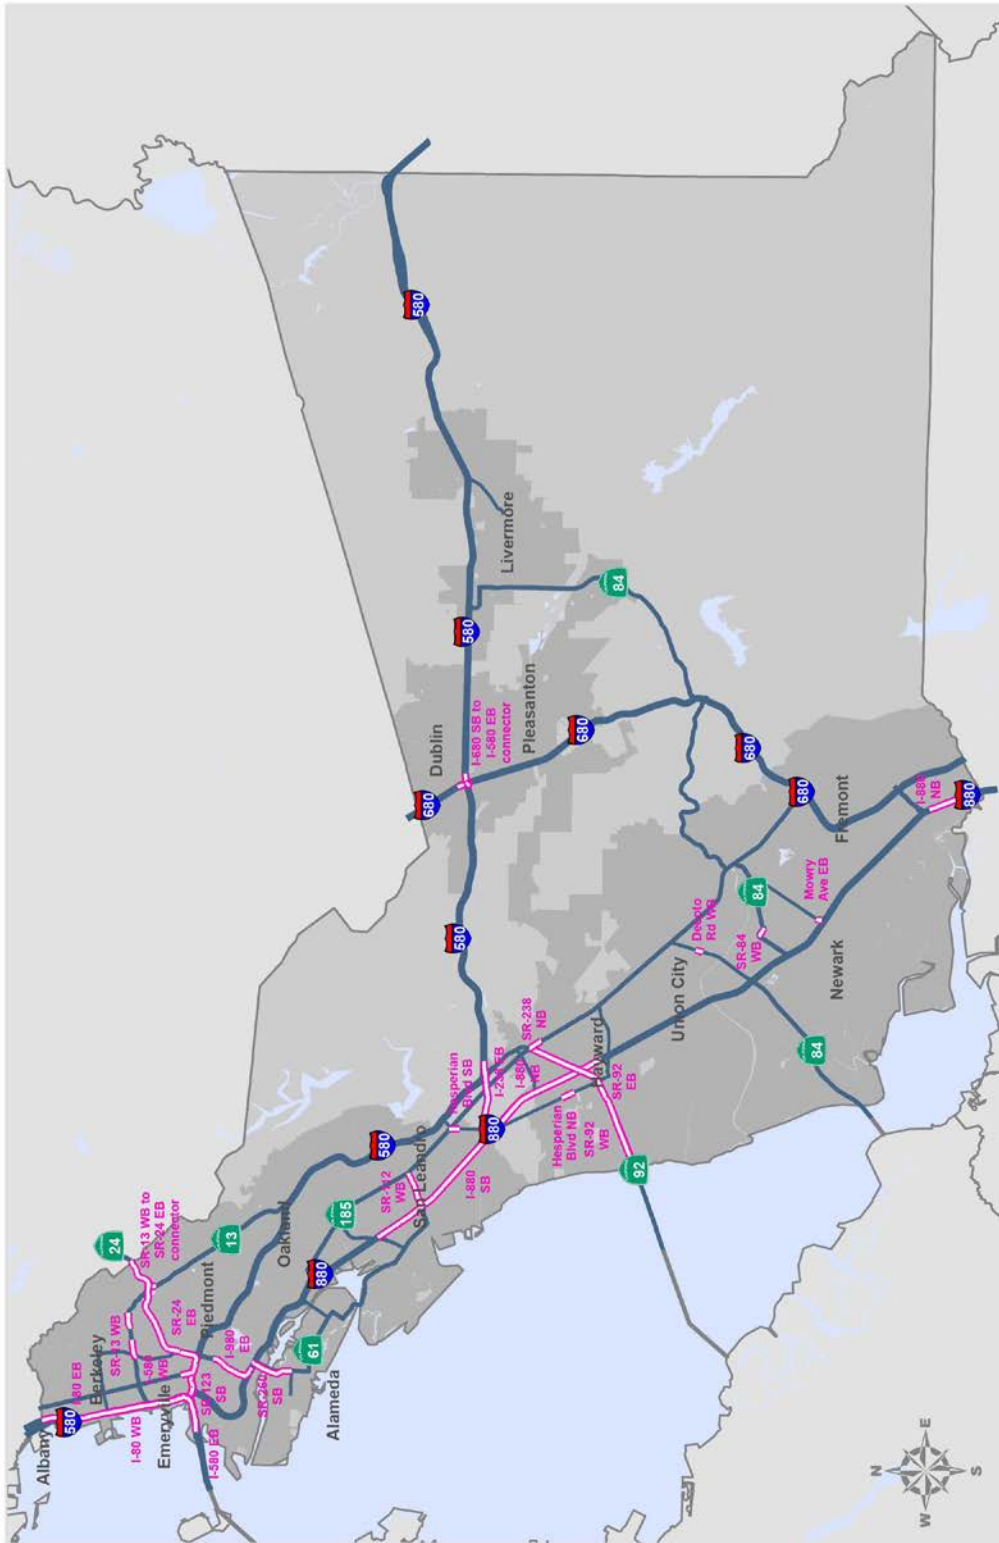 Albany
580
I-80 EB
Berkeley
SR-13 WB
24
SR-13 WB to
SR-24 EB
connector
I-80 WB
Emeryville
I-580
WB
SR-24
EB
Piedmont
13
I-580 EB
SR-123
SB
I-980
EB
Oakland
SR-260
SB
61
Alameda
880
185
580
SR-112
WB
San Leandro
I-880
SB
880
Hesperian
Blvd SB
I-238 EB
I-880
NB
SR-238
NB
580
680
Dublin
I-680 SB to
I-580 EB
connector
580
580
Pleasanton
Livermore
680
84
Hesperian
Blvd NB
SR-92
WB
Hayward
SR-92
EB
92
Union City
Decoto
Rd WB
SR-84
WB
84
680
680
Mowry
Ave EB
84
Newark
Fremont
I-880
NB
880
N
W
E
S